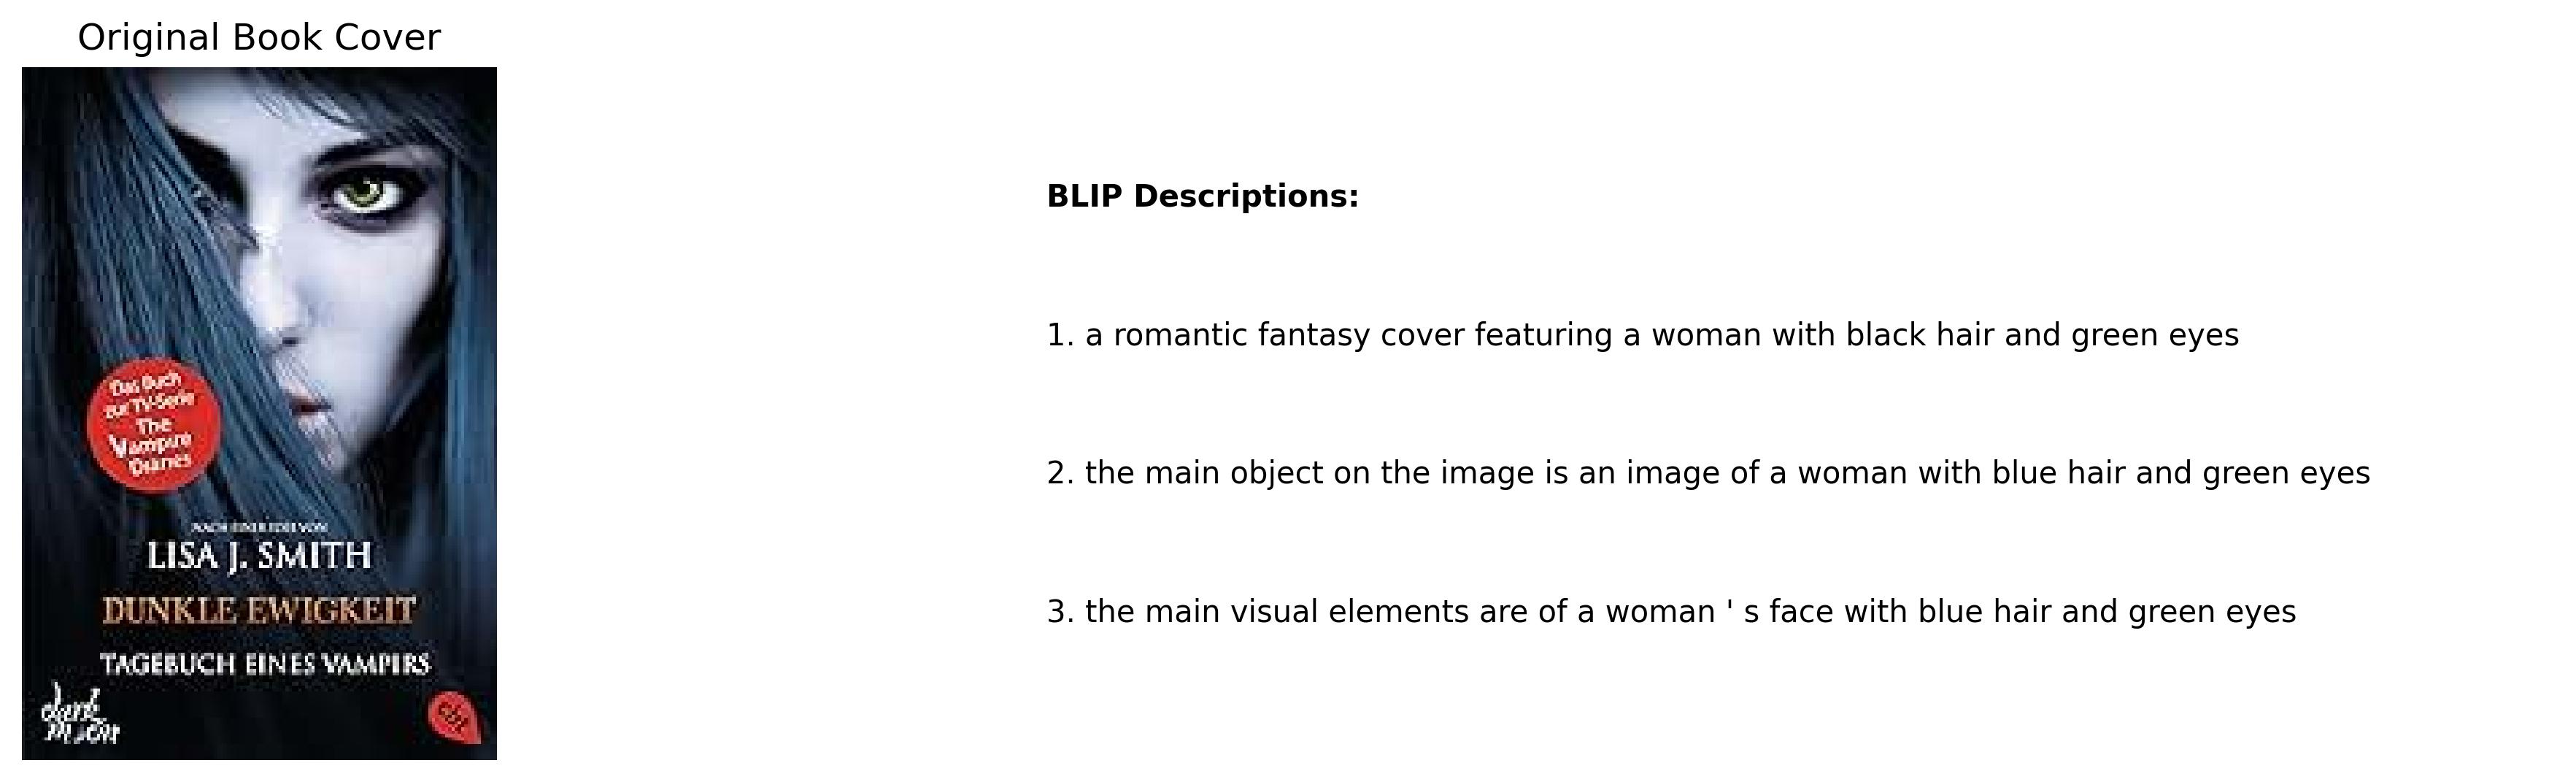 Original Book Cover
Das Buch
zur TV-Serie
The
Vampire
Diaries
NACH EINER IDEE VON
LISA J. SMITH
DUNKLE EWIGKEIT
TAGEBUCH EINES VAMPIRS
dark
moon
cbt
BLIP Descriptions:
1. a romantic fantasy cover featuring a woman with black hair and green eyes
2. the main object on the image is an image of a woman with blue hair and green eyes
3. the main visual elements are of a woman ' s face with blue hair and green eyes